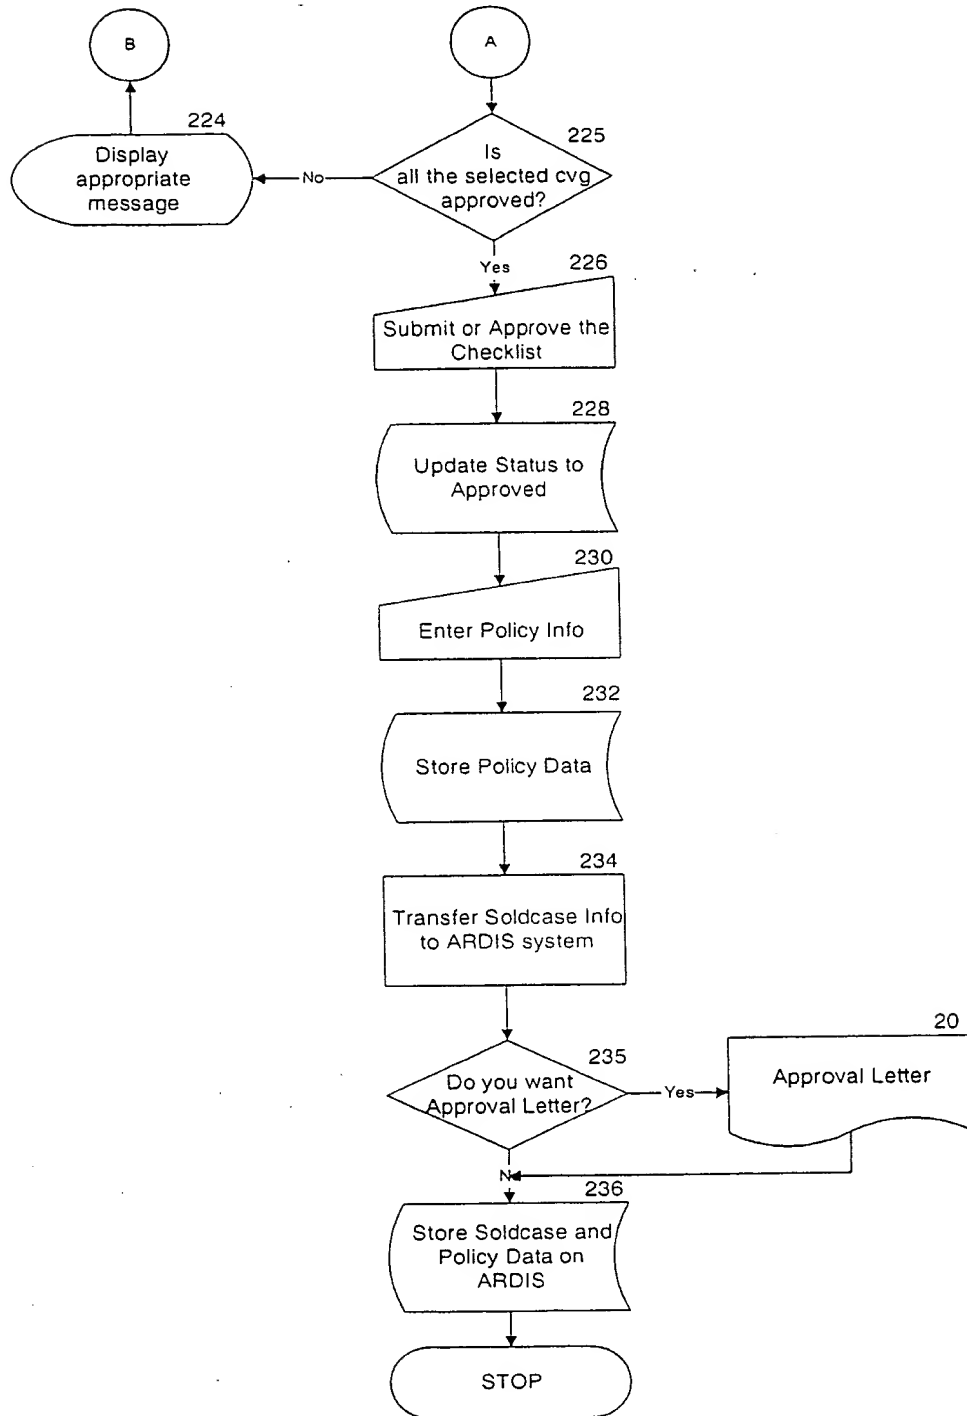 B
A
224
Display
appropriate
message
No
225
Is
all the selected cvg
approved?
Yes
226
Submit or Approve the
Checklist
228
Update Status to
Approved
230
Enter Policy Info
232
Store Policy Data
234
Transfer Soldcase Info
to ARDIS system
235
Do you want
Approval Letter?
Yes
20
Approval Letter
N
236
Store Soldcase and
Policy Data on
ARDIS
STOP